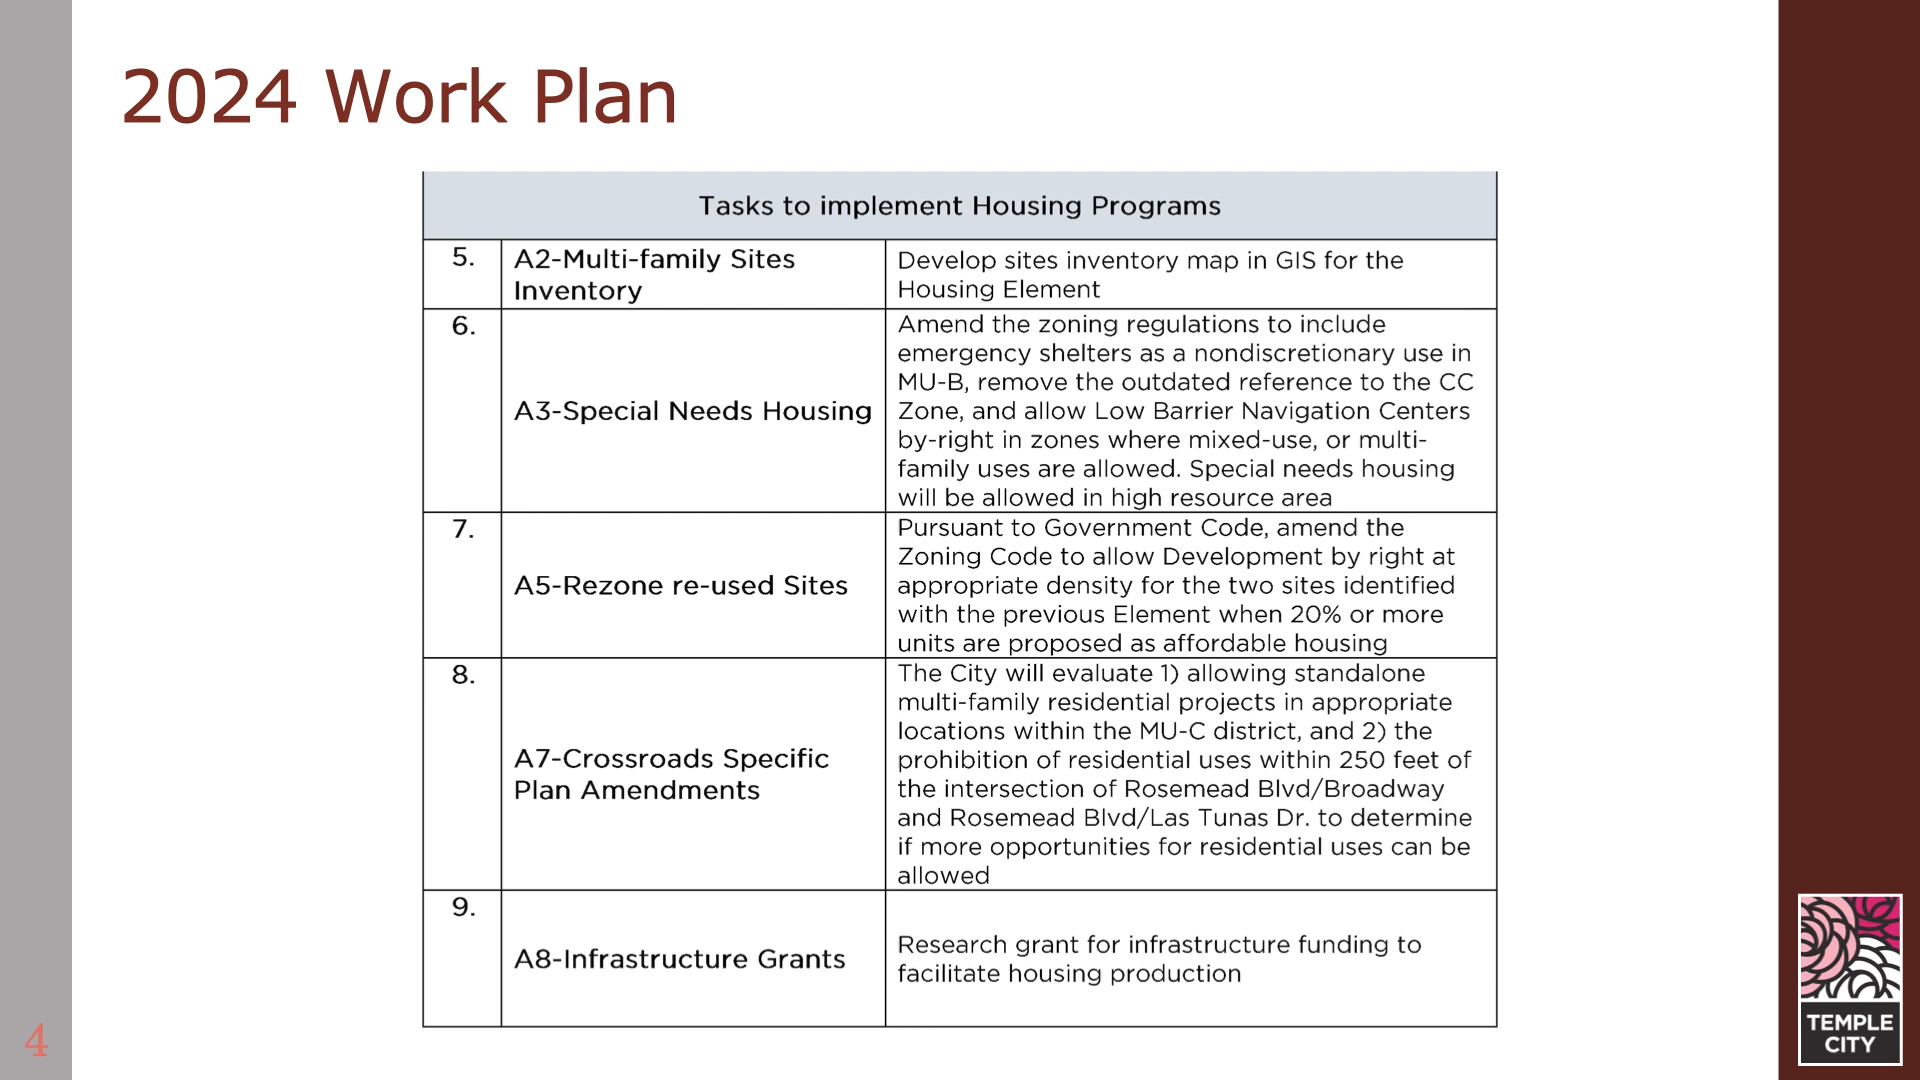 2024 Work Plan
Tasks to implement Housing Programs
5.
A2-Multi-family Sites
Inventory
Develop sites inventory map in GIS for the
Housing Element
6.
A3-Special Needs Housing
Amend the zoning regulations to include
emergency shelters as a nondiscretionary use in
MU-B, remove the outdated reference to the CC
Zone, and allow Low Barrier Navigation Centers
by-right in zones where mixed-use, or multi-
family uses are allowed. Special needs housing
will be allowed in high resource area
7.
A5-Rezone re-used Sites
Pursuant to Government Code, amend the
Zoning Code to allow Development by right at
appropriate density for the two sites identified
with the previous Element when 20% or more
units are proposed as affordable housing
8.
A7-Crossroads Specific
Plan Amendments
The City will evaluate 1) allowing standalone
multi-family residential projects in appropriate
locations within the MU-C district, and 2) the
prohibition of residential uses within 250 feet of
the intersection of Rosemead Blvd/Broadway
and Rosemead Blvd/Las Tunas Dr. to determine
if more opportunities for residential uses can be
allowed
9.
A8-Infrastructure Grants
Research grant for infrastructure funding to
facilitate housing production
4
TEMPLE
CITY